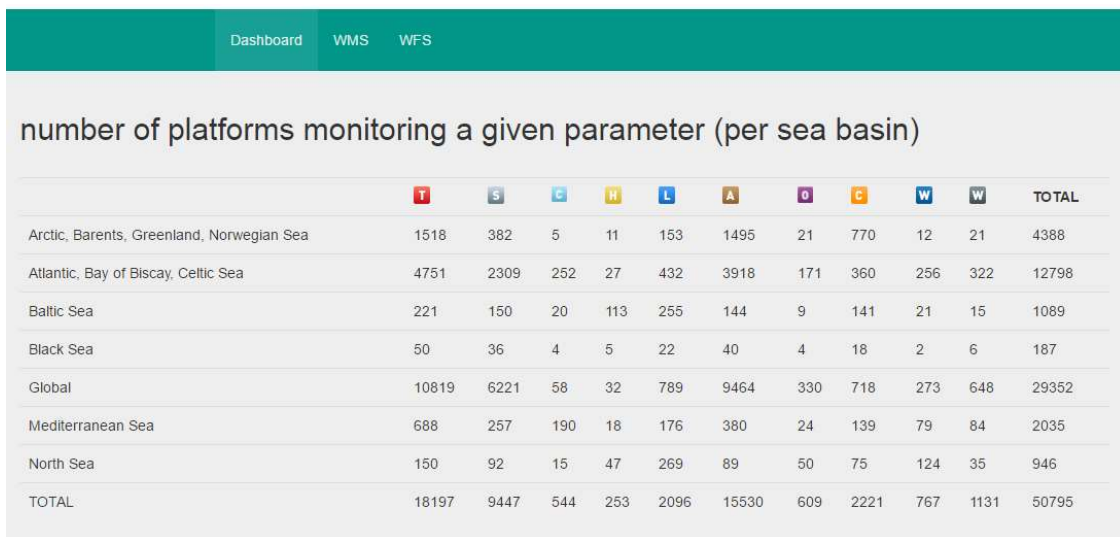 Dashboard WMS WFS
number of platforms monitoring a given parameter (per sea basin)
T S C H L A O C W W TOTAL
Arctic, Barents, Greenland, Norwegian Sea 1518 382 5 11 153 1495 21 770 12 21 4388
Atlantic, Bay of Biscay, Celtic Sea 4751 2309 252 27 432 3918 171 360 256 322 12798
Baltic Sea 221 150 20 113 255 144 9 141 21 15 1089
Black Sea 50 36 4 5 22 40 4 18 2 6 187
Global 10819 6221 58 32 789 9464 330 718 273 648 29352
Mediterranean Sea 688 257 190 18 176 380 24 139 79 84 2035
North Sea 150 92 15 47 269 89 50 75 124 35 946
TOTAL 18197 9447 544 253 2096 15530 609 2221 767 1131 50795